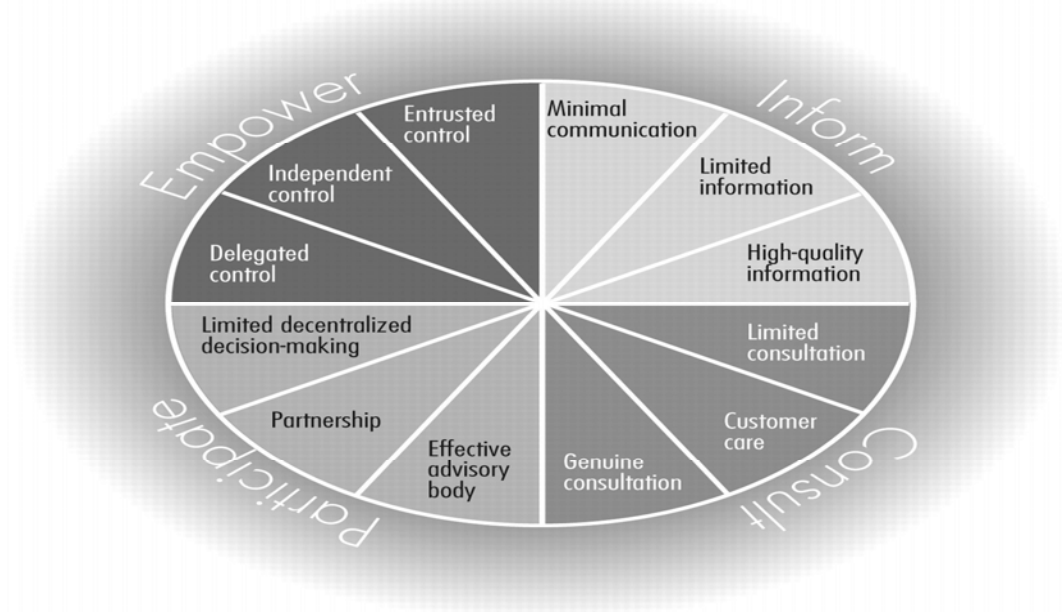 Empower
Inform
Entrusted
control
Minimal
communication
Independent
control
Limited
information
Delegated
control
High-quality
information
Limited decentralized
decision-making
Limited
consultation
Partnership
Customer
care
Effective
advisory
body
Genuine
consultation
Participate
Consult